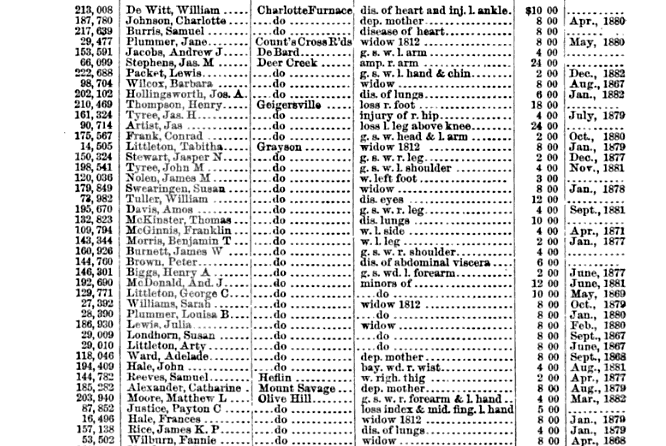 213,008 De Witt, William ...... CharlotteFurnace dis. of heart and inj. l. ankle. $10 00
187,780 Johnson, Charlotte ...... do ...... dep. mother ...... 8 00 Apr., 1880
217,639 Burris, Samuel ...... do ...... disease of heart ...... 8 00
29,477 Plummer, Jane ...... Count's Cross R'ds widow 1812 ...... 8 00 May, 1880
153,591 Jacobs, Andrew J ...... De Bard ...... g. s. w. l. arm ...... 4 00
66,099 Stephens, Jas. M ...... Deer Creek ...... amp. r. arm ...... 24 00
222,688 Packet, Lewis ...... do ...... g. s. w. l. hand & chin ...... 2 00 Dec., 1882
98,704 Wilcox, Barbara ...... do ...... widow ...... 8 00 Aug., 1867
202,102 Hollingsworth, Jos. A. ...... do ...... dis. of lungs ...... 6 00 Jan., 1882
210,469 Thompson, Henry ...... Geigersville ...... loss r. foot ...... 18 00
161,324 Tyree, Jas. H ...... do ...... injury of r. hip ...... 4 00 July, 1879
90,714 Artist, Jas ...... do ...... loss l. leg above knee ...... 24 00
175,567 Frank, Conrad ...... do ...... g. s. w. head & l. arm ...... 2 00 Oct., 1880
14,505 Littleton, Tabitha ...... Grayson ...... widow 1812 ...... 8 00 Jan., 1879
150,324 Stewart, Jasper N ...... do ...... g. s. w. r. leg ...... 2 00 Dec., 1877
198,541 Tyree, John M ...... do ...... g. s. w. l. shoulder ...... 4 00 Nov., 1881
120,036 Nolen, James M ...... do ...... w. left foot ...... 3 00
179,849 Swearingen, Susan ...... do ...... widow ...... 8 00 Jan., 1878
72,982 Tuller, William ...... do ...... dis. eyes ...... 12 00
195,670 Davis, Amos ...... do ...... g. s. w. r. leg ...... 4 00 Sept., 1881
132,823 McKinster, Thomas ...... do ...... dis. lungs ...... 10 00
109,794 McGinnis, Franklin ...... do ...... w. l. side ...... 4 00 Apr., 1871
143,344 Morris, Benjamin T ...... do ...... w. l. leg ...... 2 00 Jan., 1877
160,926 Burnett, James W ...... do ...... g. s. w. r. shoulder ...... 4 00
144,760 Brown, Peter ...... do ...... dis. of abdominal viscera ...... 6 00
146,301 Biggs, Henry A ...... do ...... g. s. wd. l. forearm ...... 2 00 June, 1877
192,690 McDonald, And. J ...... do ...... minors of ...... 12 00 June, 1881
129,771 Littleton, George C ...... do ...... do ...... 10 00 May, 1869
27,392 Williams, Sarah ...... do ...... widow 1812 ...... 8 00 Oct., 1879
28,390 Plummer, Louisa B ...... do ...... do ...... 8 00 Jan., 1880
186,930 Lewis, Julia ...... do ...... widow ...... 8 00 Feb., 1880
29,009 Londhorn, Susan ...... do ...... do ...... 8 00 Sept., 1867
29,010 Littleton, Arty ...... do ...... do ...... 8 00 June, 1867
118,046 Ward, Adelade ...... do ...... dep. mother ...... 8 00 Sept., 1868
194,409 Hale, John ...... do ...... bay. wd. r. wrist ...... 4 00 Aug., 1881
144,782 Reeves, Samuel ...... Heflin ...... w. righ. thig ...... 2 00 Apr., 1877
185,282 Alexander, Catharine . Mount Savage ...... dep. mother ...... 8 00 Aug., 1879
203,940 Moore, Matthew L ...... Olive Hill ...... g. s. w. r. forearm & l. hand .. 4 00 Mar., 1882
87,852 Justice, Payton C ...... do ...... loss index & mid. fing. l. hand 5 00
16,496 Hale, Frances ...... do ...... widow 1812 ...... 8 00 Jan., 1879
157,138 Rice, James K. P ...... do ...... dis. of lungs ...... 4 00 Jan., 1879
53,502 Wilburn, Fannie ...... do ...... widow ...... 8 00 Apr., 1868